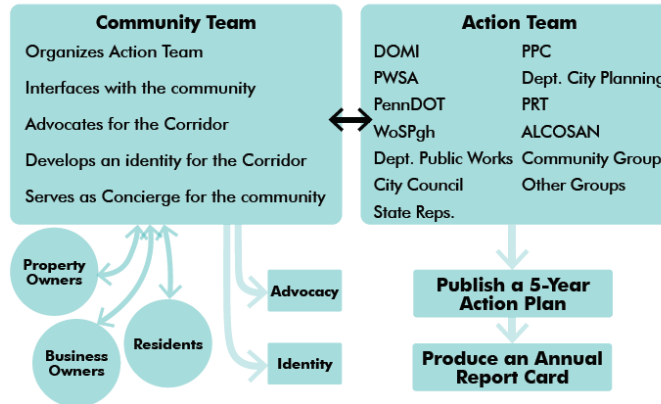 Community Team
Organizes Action Team
Interfaces with the community
Advocates for the Corridor
Develops an identity for the Corridor
Serves as Concierge for the community
Action Team
DOMI
PWSA
PennDOT
WoSPgh
Dept. Public Works
City Council
State Reps.
PPC
Dept. City Planning
PRT
ALCOSAN
Community Group
Other Groups
Property
Owners
Business
Owners
Residents
Advocacy
Identity
Publish a 5-Year
Action Plan
Produce an Annual
Report Card